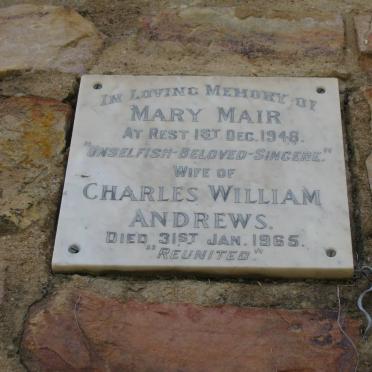 In Loving Memory of
Mary Mair
At Rest 1st Dec. 1948.
"Unselfish-Beloved-Sincere."
Wife of
Charles William
Andrews.
Died 31st Jan. 1965.
"Reunited."